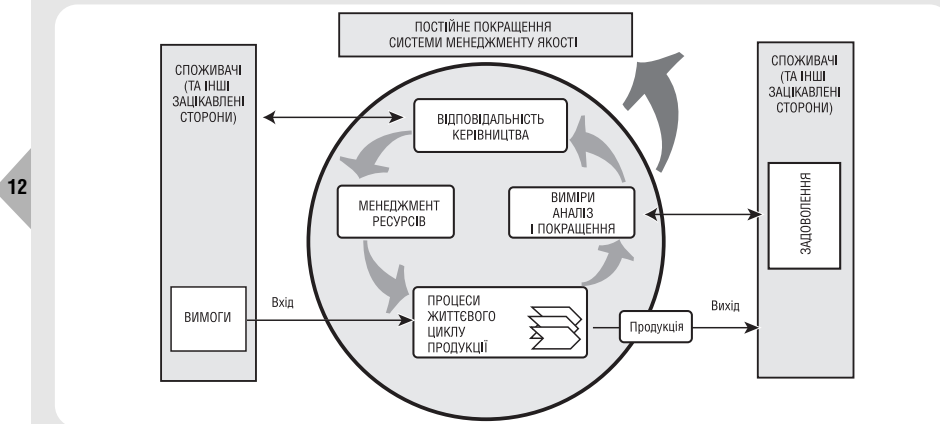 ПОСТІЙНЕ ПОКРАЩЕННЯ
СИСТЕМИ МЕНЕДЖМЕНТУ ЯКОСТІ
СПОЖИВАЧІ
(ТА ІНШІ
ЗАЦІКАВЛЕНІ
СТОРОНИ)
ВИМОГИ
Вхід
ВІДПОВІДАЛЬНІСТЬ
КЕРІВНИЦТВА
МЕНЕДЖМЕНТ
РЕСУРСІВ
ВИМІРИ
АНАЛІЗ
І ПОКРАЩЕННЯ
ПРОЦЕСИ
ЖИТТЄВОГО
ЦИКЛУ
ПРОДУКЦІЇ
Продукція
Вихід
СПОЖИВАЧІ
(ТА ІНШІ
ЗАЦІКАВЛЕНІ
СТОРОНИ)
ЗАДОВОЛЕННЯ
12